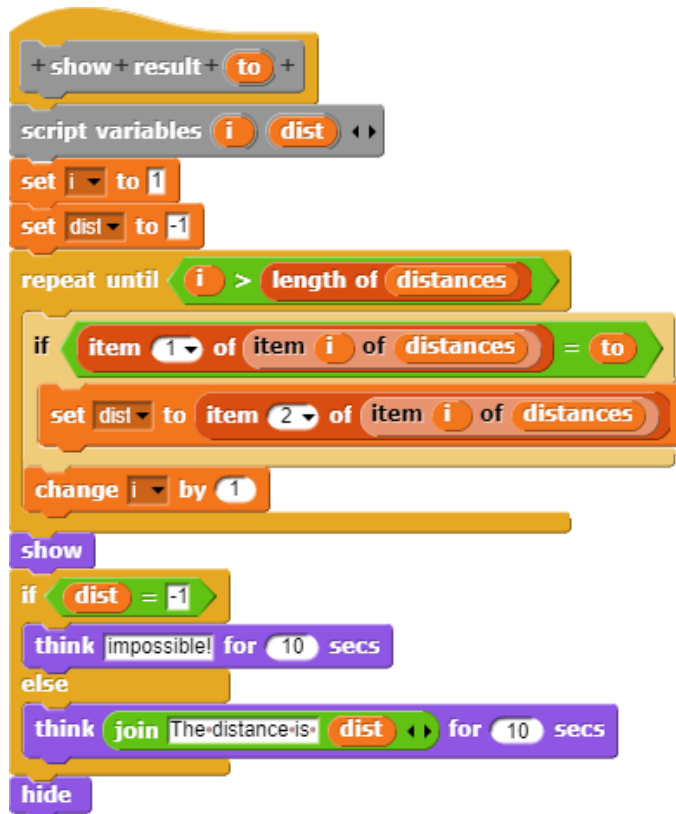 + show + result + to +
script variables i dist
set i to 1
set dist to -1
repeat until i > length of distances
if item 1 of item i of distances = to
set dist to item 2 of item i of distances
change i by 1
show
if dist = -1
think impossible! for 10 secs
else
think join The distance is dist for 10 secs
hide